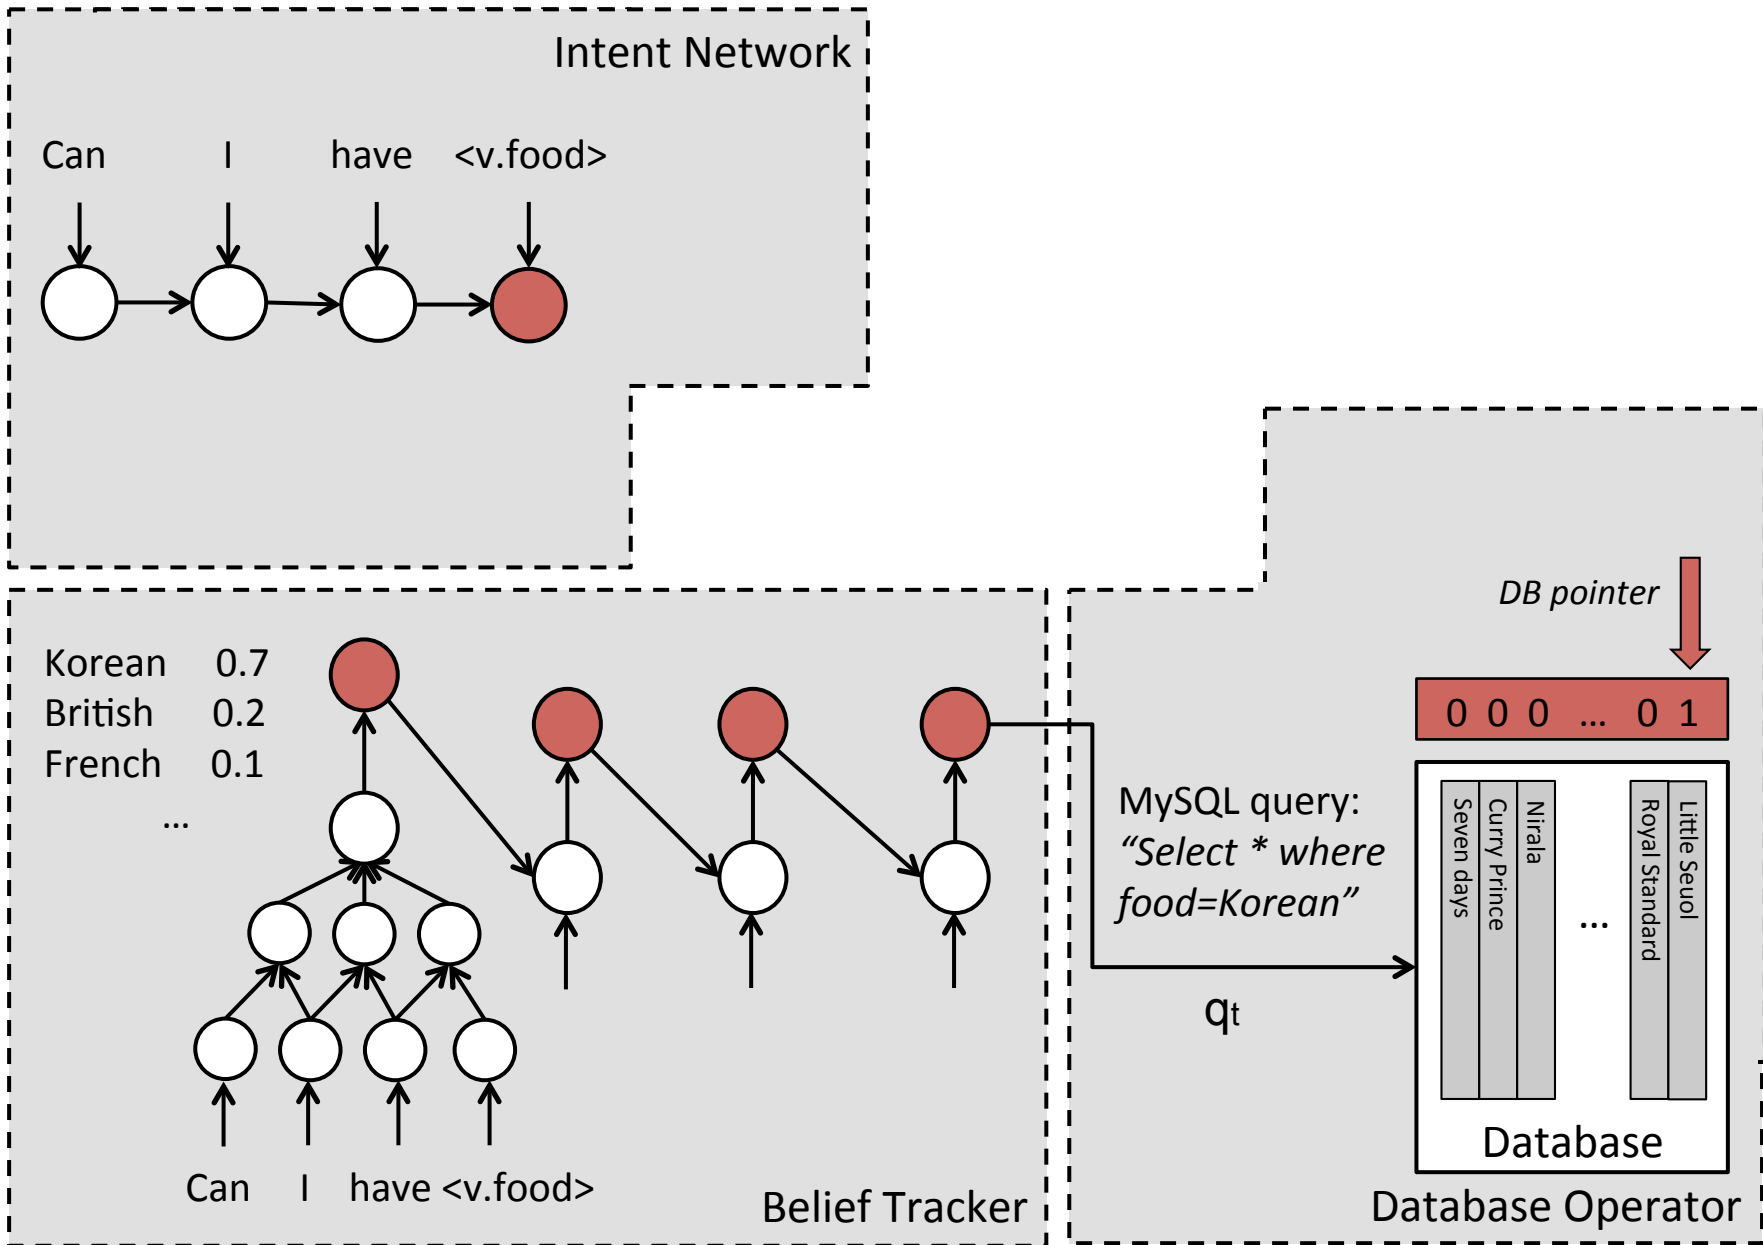 Intent Network
Can I have <v.food>
DB pointer
Korean 0.7
British 0.2
French 0.1
...
0 0 0 ... 0 1
MySQL query:
“Select * where
food=Korean”
qt
Seven days
Curry Prince
Nirala
...
Royal Standard
Little Seuol
Database
Can I have <v.food>
Belief Tracker
Database Operator